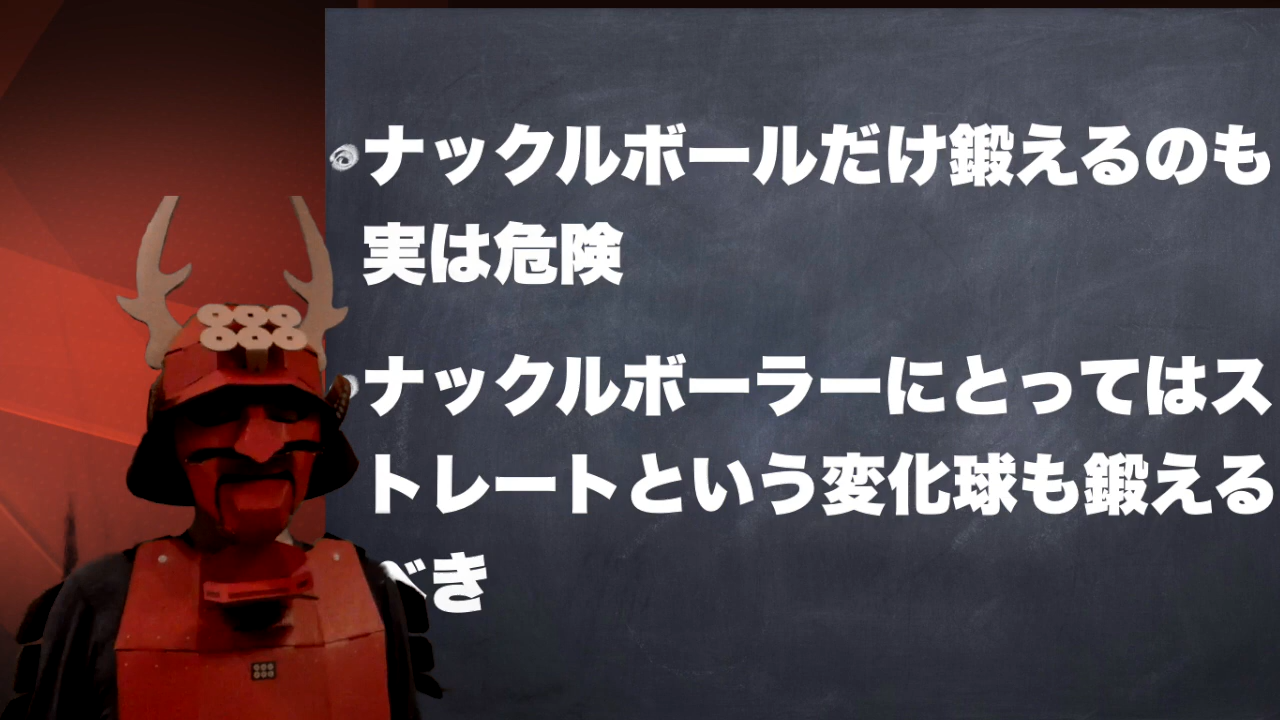 ナックルボールだけ鍛えるのも
実は危険
ナックルボーラーにとってはス
トレートという変化球も鍛える
べき